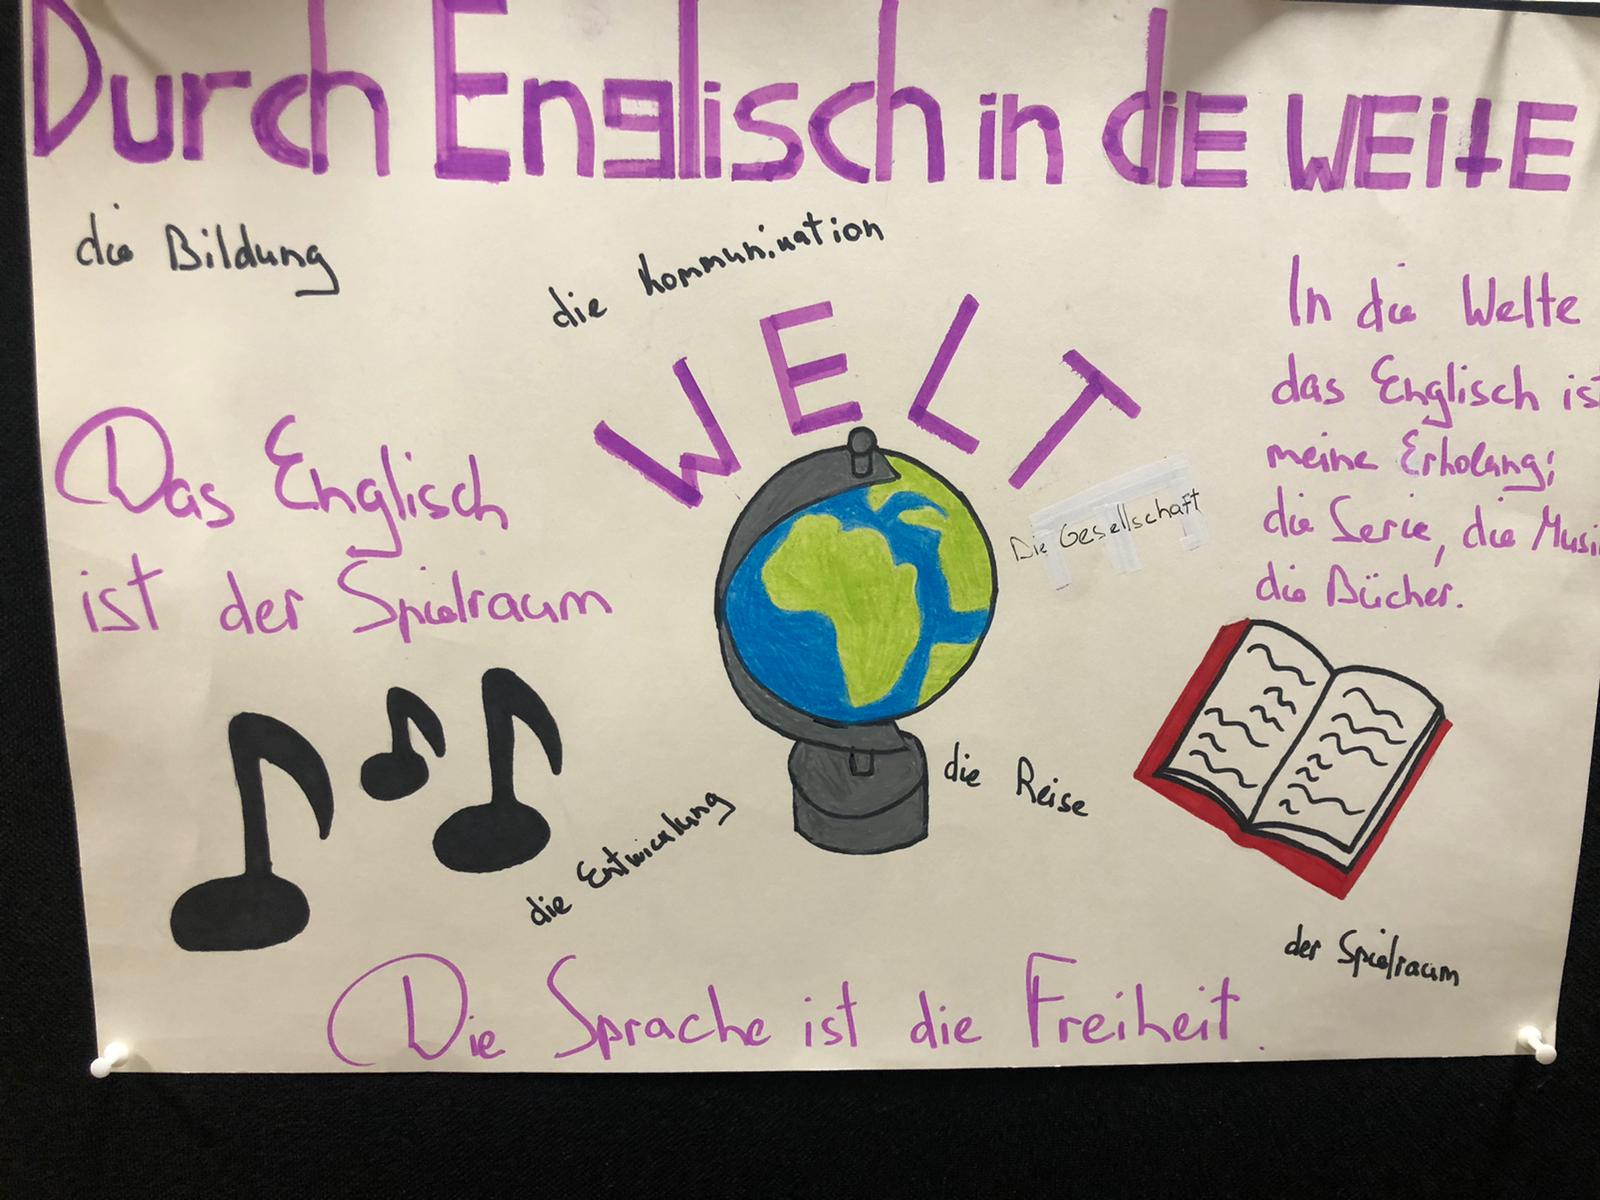 Durch Englisch in die weite
die Bildung
die Kommunikation
WELT
In die Welte
das Englisch ist
meine Erholung;
die Serie, die Musi
die Bücher.
Das Englisch
ist der Spielraum
Die Gesellschaft
die Reise
die Entwicklung
der Spielraum
Die Sprache ist die Freiheit.